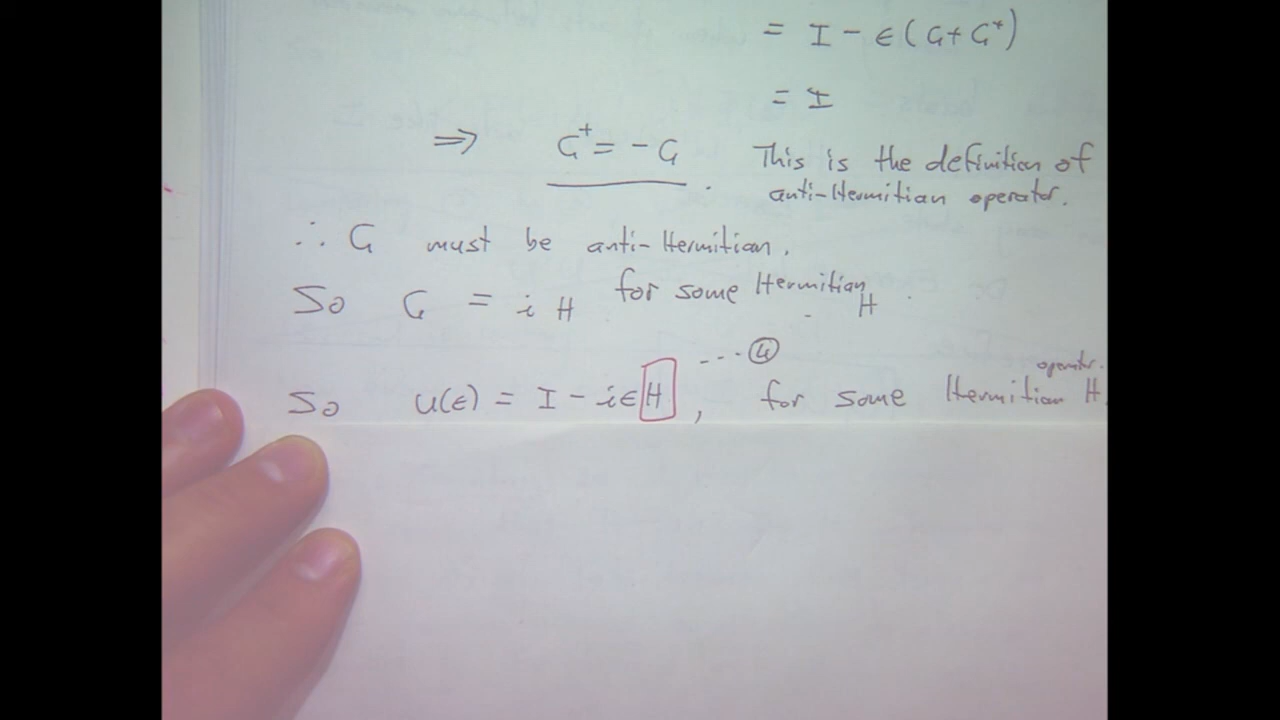 = I - ϵ(G+G⁺)
= I
⇒ G⁺ = -G . This is the definition of
anti-Hermitian operator.
∴ G must be anti-Hermitian.
So G = i H for some Hermitian H .
---④
So U(ϵ) = I - iϵH , for some Hermitian operator. H